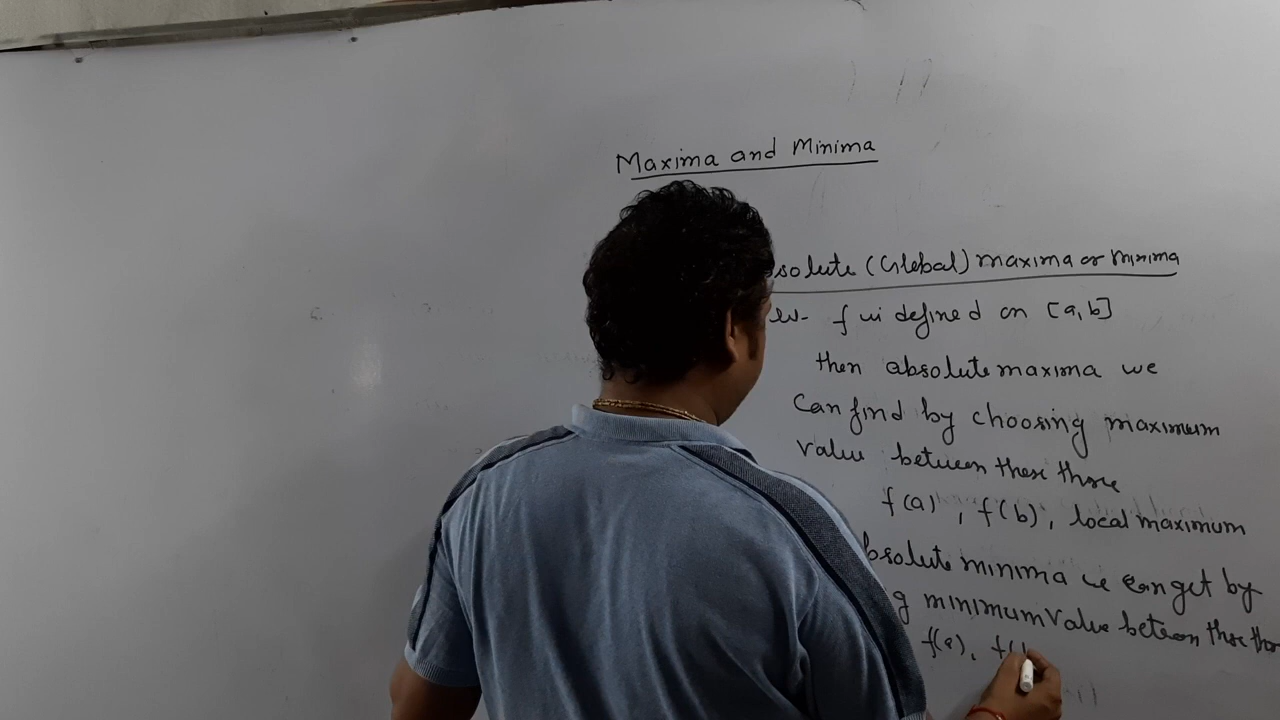 Maxima and Minima
solute (Global) maxima or minima
f is defined on [a,b]
then absolute maxima we
can find by choosing maximum
value between these three
f(a), f(b), local maximum
bsolute minima we can get by
g minimum value between these
f(a), f(